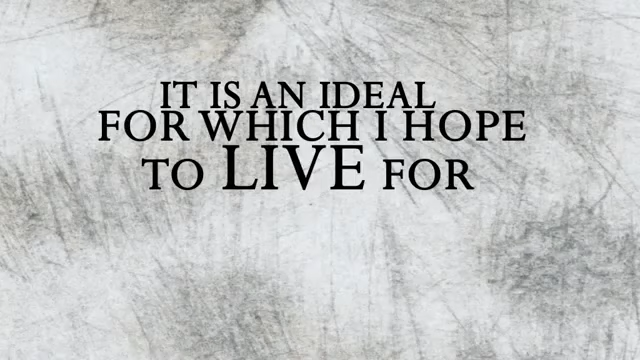 IT IS AN IDEAL
FOR WHICH I HOPE
TO LIVE FOR